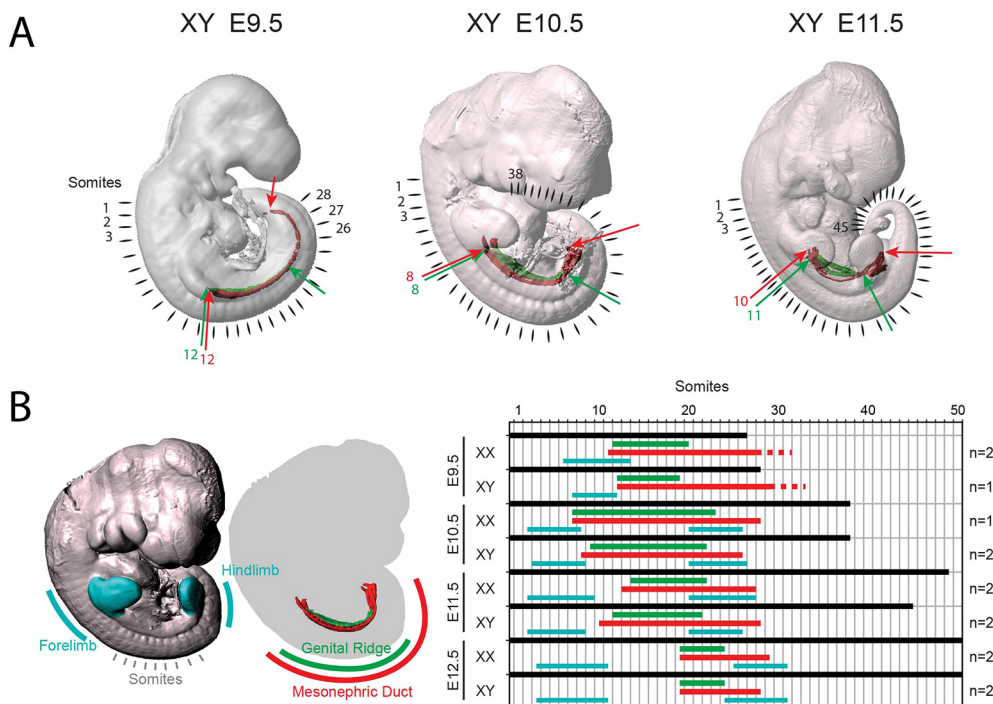 A
XY E9.5
XY E10.5
XY E11.5
Somites
1
2
3
28
27
26
12
12
1
2
3
38
8
8
1
2
3
45
10
11
B
Forelimb
Somites
Hindlimb
Genital Ridge
Mesonephric Duct
Somites
1 10 20 30 40 50
E9.5
XX n=2
XY n=1
E10.5
XX n=1
XY n=2
E11.5
XX n=2
XY n=2
E12.5
XX n=2
XY n=2